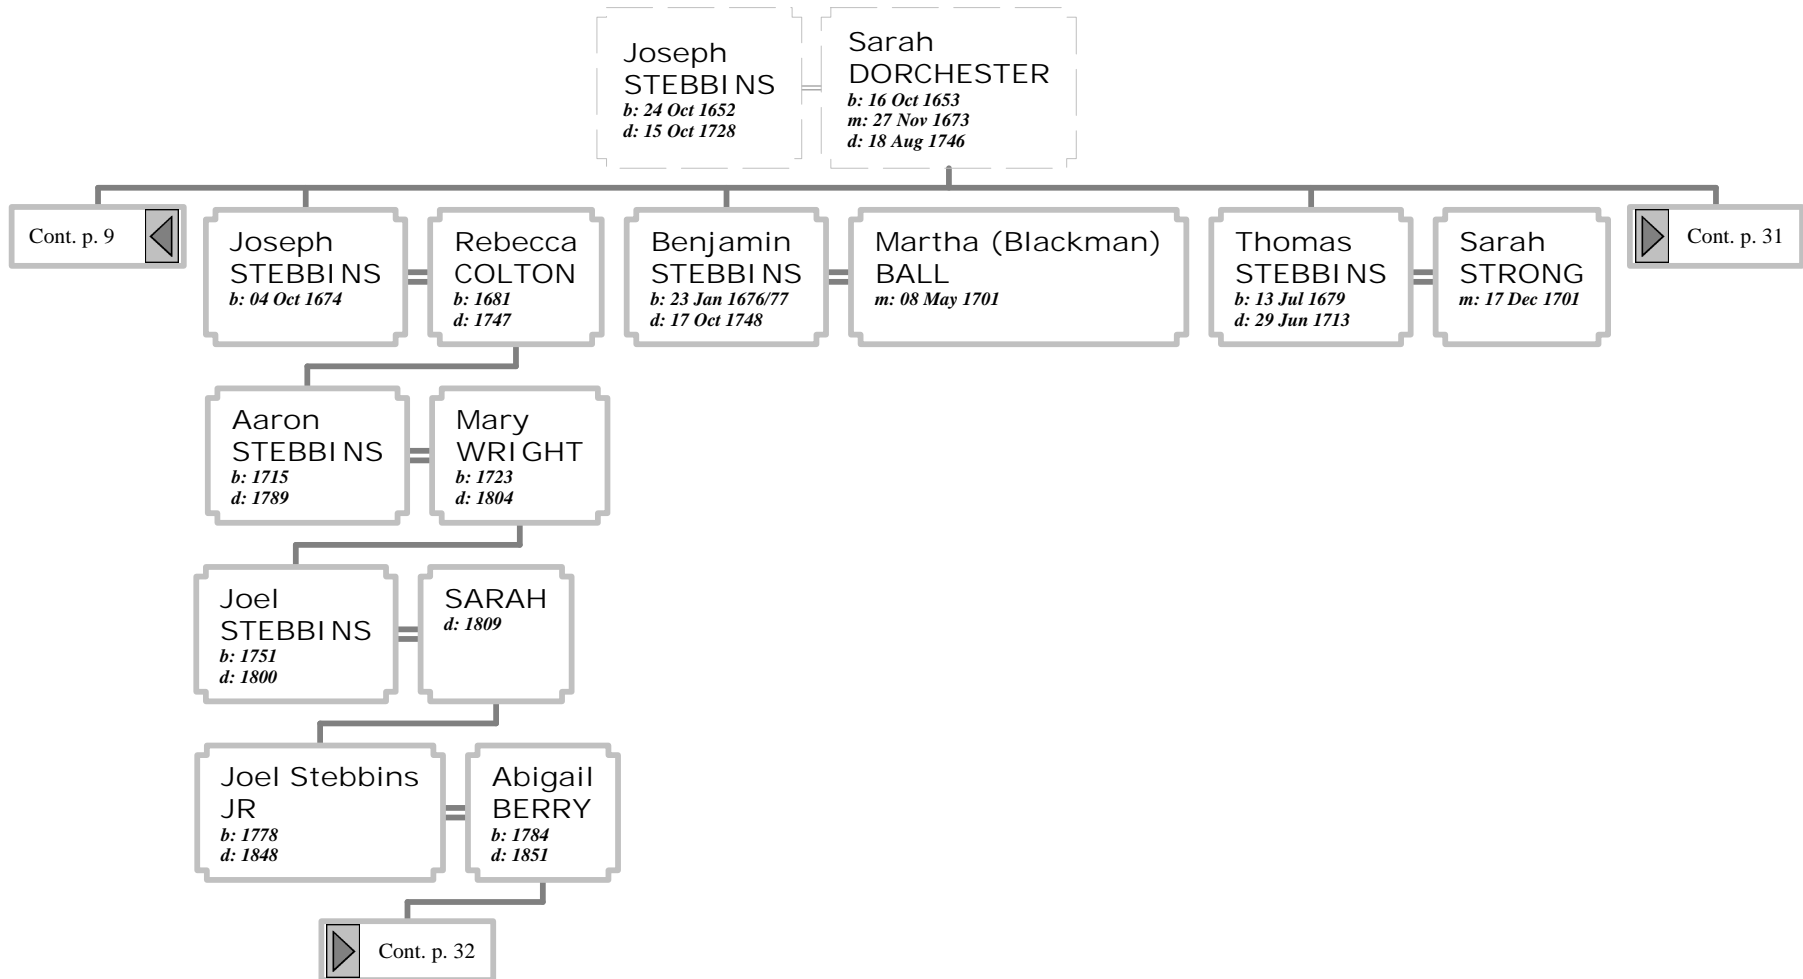 Joseph
STEBBINS
b: 24 Oct 1652
d: 15 Oct 1728
Sarah
DORCHESTER
b: 16 Oct 1653
m: 27 Nov 1673
d: 18 Aug 1746
Cont. p. 9
Joseph
STEBBINS
b: 04 Oct 1674
Rebecca
COLTON
b: 1681
d: 1747
Benjamin
STEBBINS
b: 23 Jan 1676/77
d: 17 Oct 1748
Martha (Blackman)
BALL
m: 08 May 1701
Thomas
STEBBINS
b: 13 Jul 1679
d: 29 Jun 1713
Sarah
STRONG
m: 17 Dec 1701
Cont. p. 31
Aaron
STEBBINS
b: 1715
d: 1789
Mary
WRIGHT
b: 1723
d: 1804
Joel
STEBBINS
b: 1751
d: 1800
SARAH
d: 1809
Joel Stebbins
JR
b: 1778
d: 1848
Abigail
BERRY
b: 1784
d: 1851
Cont. p. 32